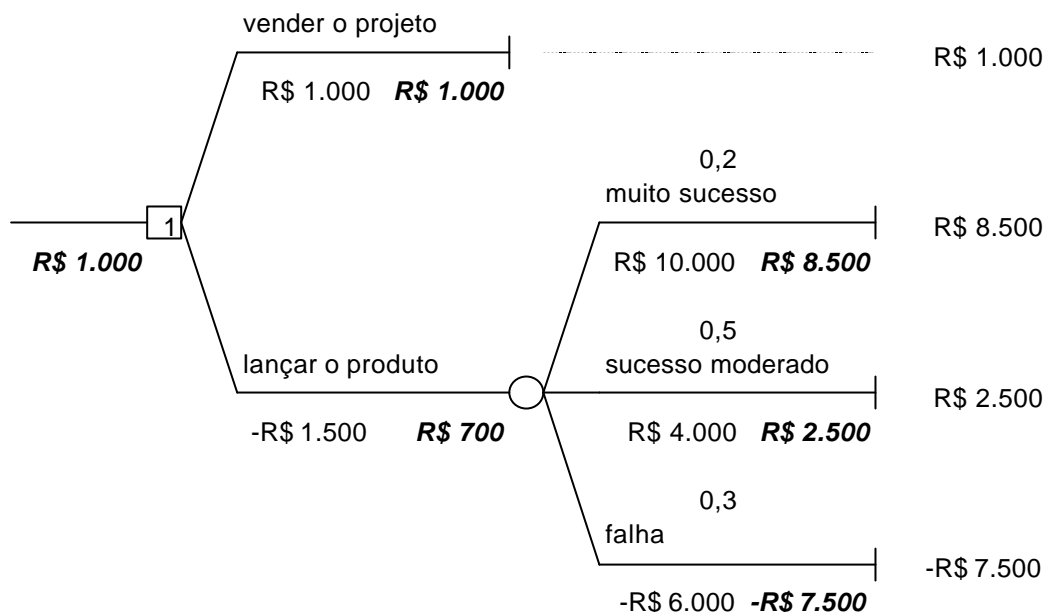 vender o projeto
R$ 1.000
R$ 1.000 R$ 1.000
0,2
muito sucesso
1
R$ 8.500
R$ 1.000
R$ 10.000 R$ 8.500
0,5
lançar o produto
sucesso moderado
R$ 2.500
-R$ 1.500 R$ 700
R$ 4.000 R$ 2.500
0,3
falha
-R$ 7.500
-R$ 6.000 -R$ 7.500